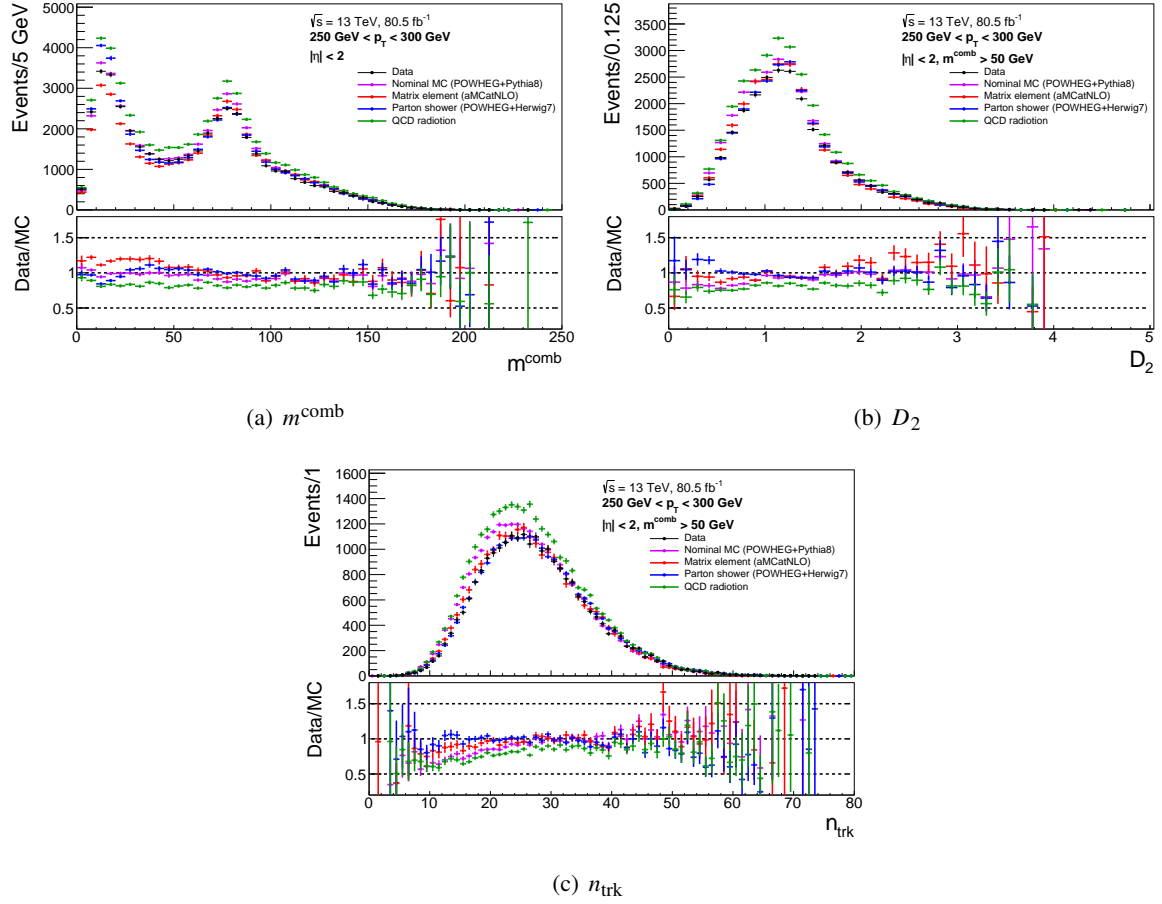 Events/5 GeV
5000
4000
3000
2000
1000
0
√s = 13 TeV, 80.5 fb⁻¹
250 GeV < p_T < 300 GeV
|η| < 2
Data
Nominal MC (POWHEG+Pythia8)
Matrix element (aMCatNLO)
Parton shower (POWHEG+Herwig7)
QCD radiotion
Data/MC
1.5
1
0.5
0 50 100 150 200 250
m^comb
(a) m^comb
Events/0.125
3500
3000
2500
2000
1500
1000
500
0
√s = 13 TeV, 80.5 fb⁻¹
250 GeV < p_T < 300 GeV
|η| < 2, m^comb > 50 GeV
Data
Nominal MC (POWHEG+Pythia8)
Matrix element (aMCatNLO)
Parton shower (POWHEG+Herwig7)
QCD radiotion
Data/MC
1.5
1
0.5
0 1 2 3 4 5
D₂
(b) D₂
Events/1
1600
1400
1200
1000
800
600
400
200
0
√s = 13 TeV, 80.5 fb⁻¹
250 GeV < p_T < 300 GeV
|η| < 2, m^comb > 50 GeV
Data
Nominal MC (POWHEG+Pythia8)
Matrix element (aMCatNLO)
Parton shower (POWHEG+Herwig7)
QCD radiotion
Data/MC
1.5
1
0.5
0 10 20 30 40 50 60 70 80
n_trk
(c) n_trk